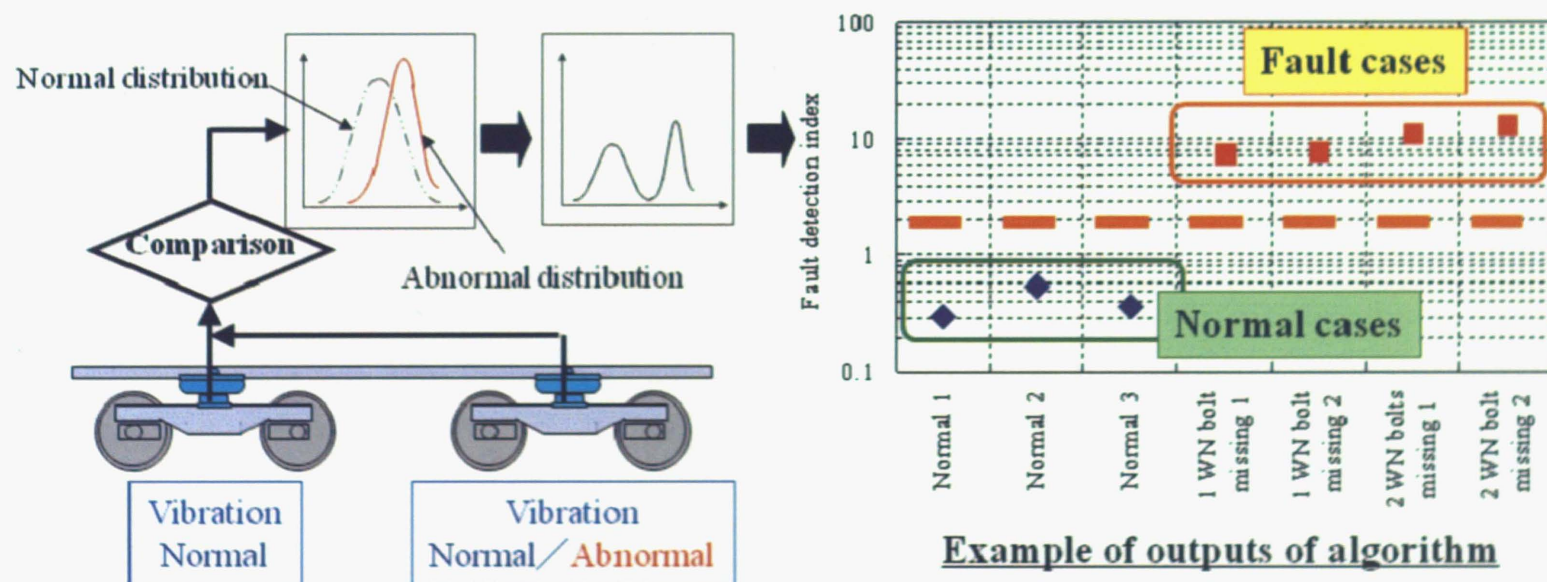 Normal distribution
Comparison
Abnormal distribution
Vibration
Normal
Vibration
Normal／Abnormal
Fault detection index
100
10
1
0.1
Fault cases
Normal cases
Normal 1
Normal 2
Normal 3
1 WN bolt
missing 1
1 WN bolt
missing 2
2 WN bolts
missing 1
2 WN bolt
missing 2
Example of outputs of algorithm